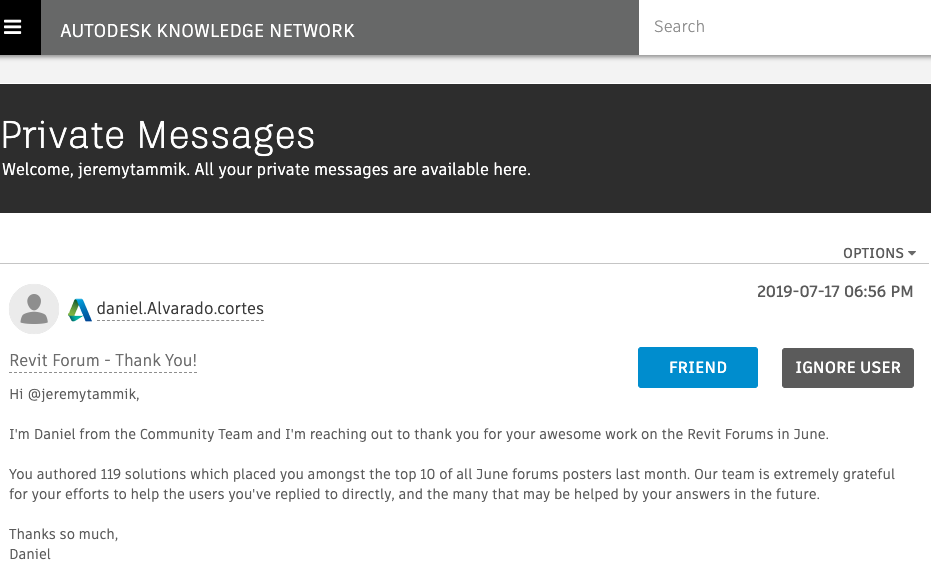 AUTODESK KNOWLEDGE NETWORK
Search
Private Messages
Welcome, jeremytammik. All your private messages are available here.
OPTIONS
2019-07-17 06:56 PM
daniel.Alvarado.cortes
Revit Forum - Thank You!
FRIEND
IGNORE USER
Hi @jeremytammik,
I'm Daniel from the Community Team and I'm reaching out to thank you for your awesome work on the Revit Forums in June.
You authored 119 solutions which placed you amongst the top 10 of all June forums posters last month. Our team is extremely grateful
for your efforts to help the users you've replied to directly, and the many that may be helped by your answers in the future.
Thanks so much,
Daniel